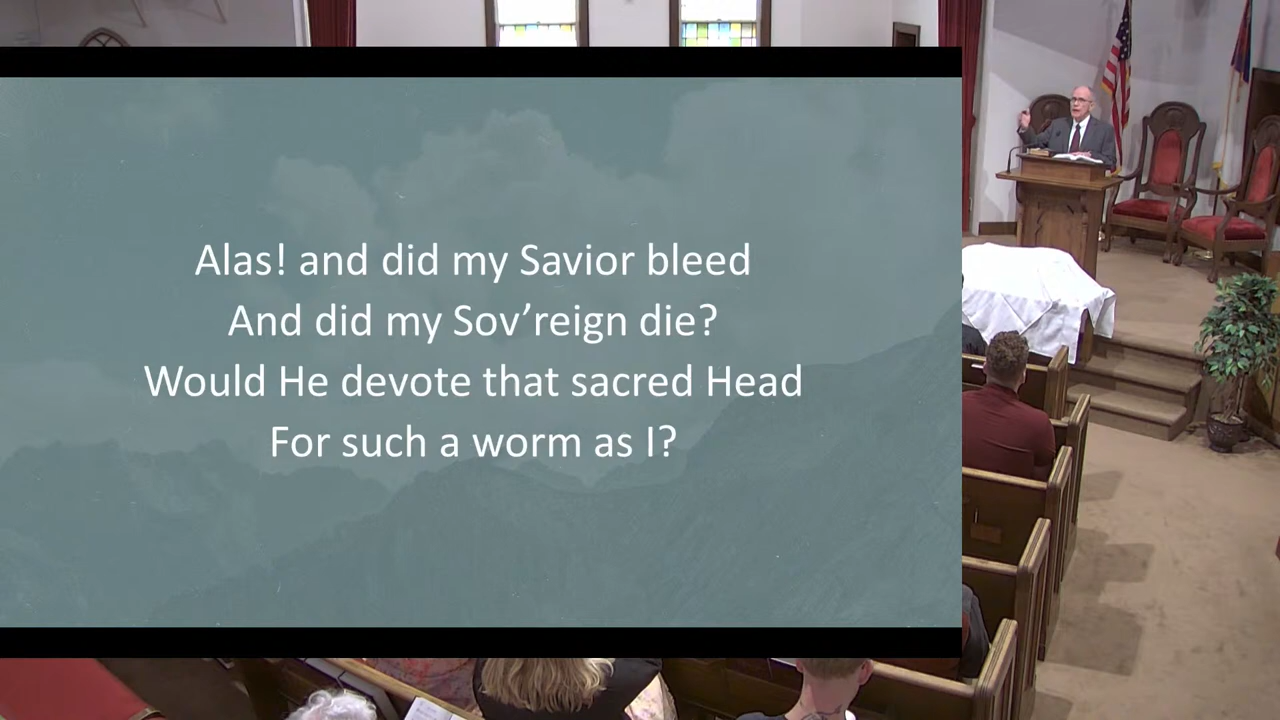 Alas! and did my Savior bleed
And did my Sov’reign die?
Would He devote that sacred Head
For such a worm as I?